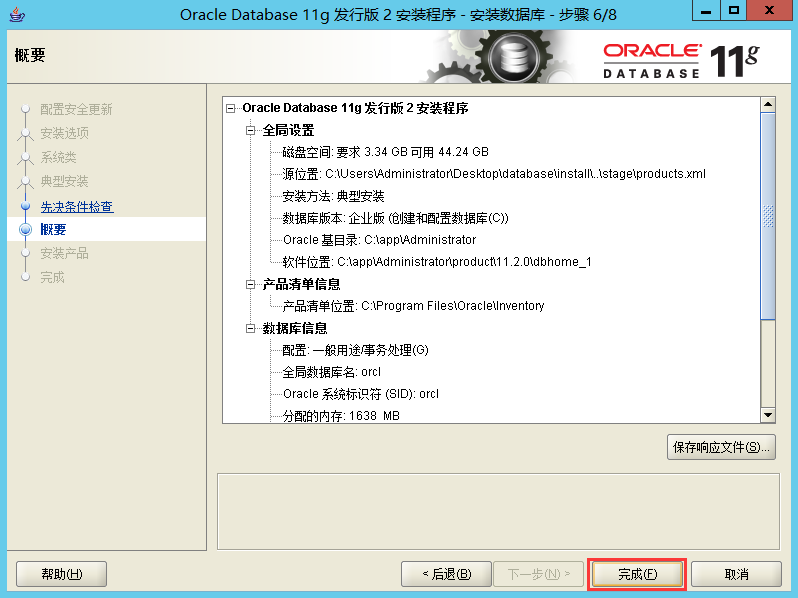 Oracle Database 11g 发行版 2 安装程序 - 安装数据库 - 步骤 6/8
概要
ORACLE
DATABASE
11g
配置安全更新
安装选项
系统类
典型安装
先决条件检查
概要
安装产品
完成
Oracle Database 11g 发行版 2 安装程序
全局设置
磁盘空间: 要求 3.34 GB 可用 44.24 GB
源位置: C:\Users\Administrator\Desktop\database\install\..\stage\products.xml
安装方法: 典型安装
数据库版本: 企业版 (创建和配置数据库(C))
Oracle 基目录: C:\app\Administrator
软件位置: C:\app\Administrator\product\11.2.0\dbhome_1
产品清单信息
产品清单位置: C:\Program Files\Oracle\Inventory
数据库信息
配置: 一般用途/事务处理(G)
全局数据库名: orcl
Oracle 系统标识符 (SID): orcl
分配的内存: 1638 MB
保存响应文件(S)...
帮助(H)
< 后退(B)
下一步(N) >
完成(F)
取消